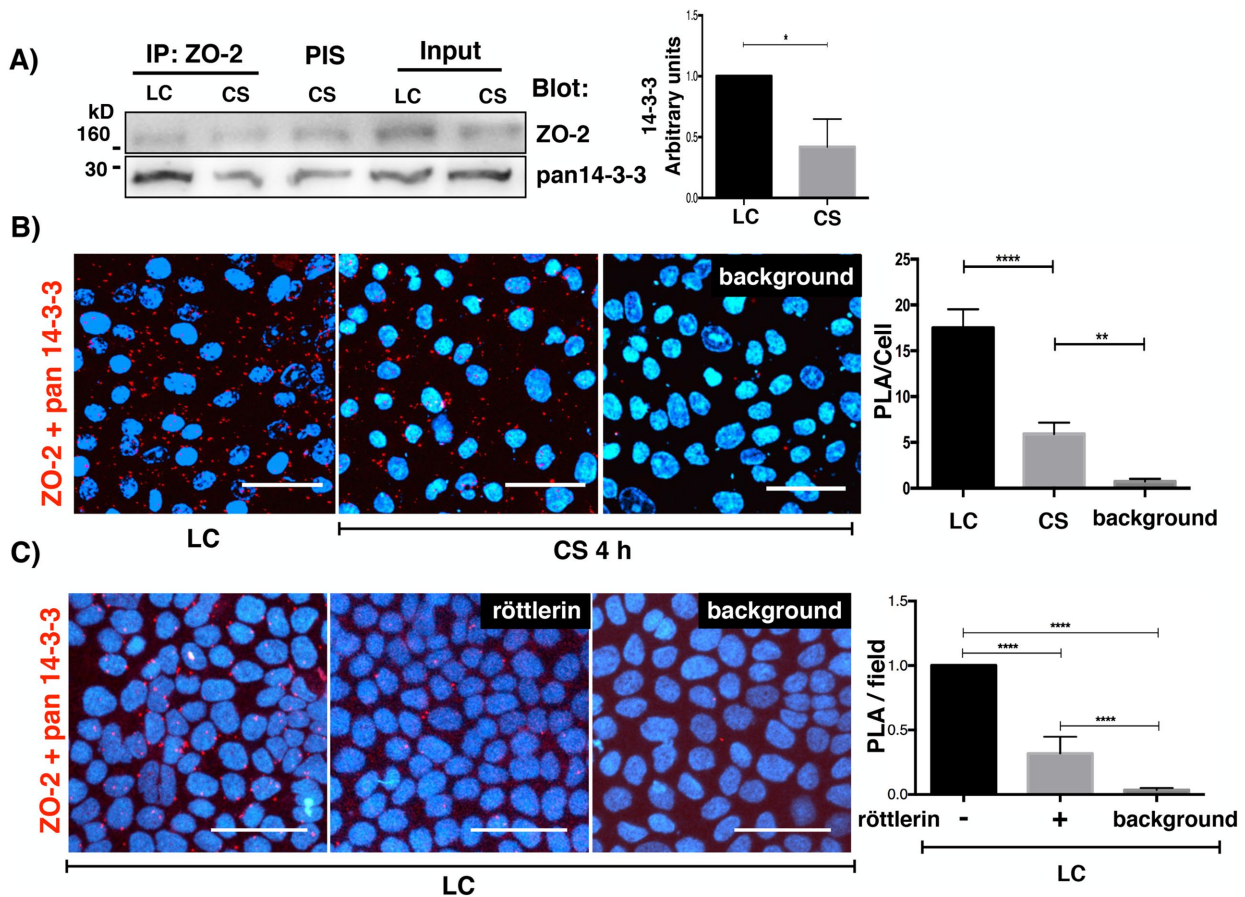 A)
IP: ZO-2 PIS Input
LC CS CS LC CS Blot:
kD
160 ZO-2
30 pan14-3-3
14-3-3
Arbitrary units
1.5
1.0
0.5
0.0
*
LC CS
B)
ZO-2 + pan 14-3-3
background
LC
CS 4 h
PLA/Cell
25
20
15
10
5
0
****
**
LC CS background
C)
ZO-2 + pan 14-3-3
röttlerin
background
LC
PLA / field
1.5
1.0
0.5
0.0
****
****
****
röttlerin - + background
LC